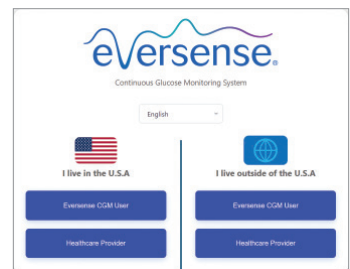 eversense.
Continuous Glucose Monitoring System
English
I live in the U.S.A
Eversense CGM User
Healthcare Provider
I live outside of the U.S.A
Eversense CGM User
Healthcare Provider